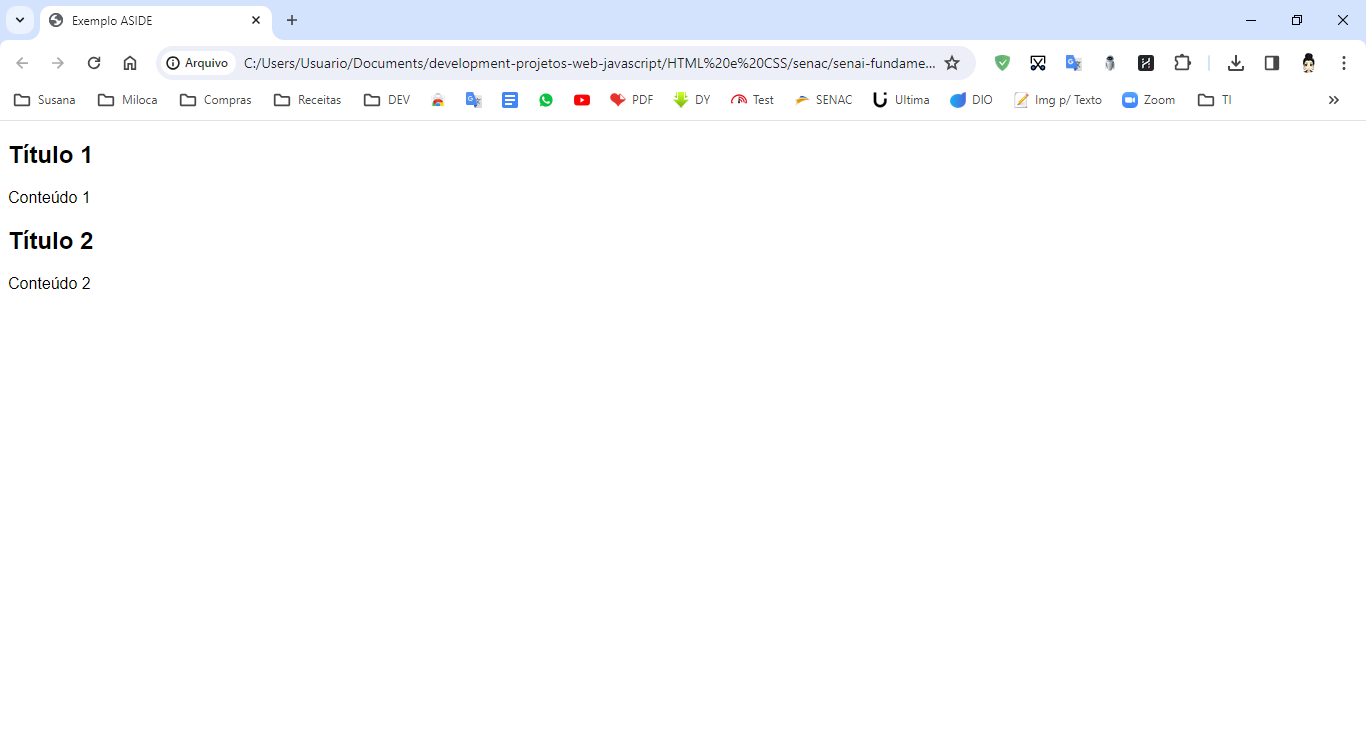 Exemplo ASIDE
Arquivo C:/Users/Usuario/Documents/development-projetos-web-javascript/HTML%20e%20CSS/senac/senai-fundame...
Susana Miloca Compras Receitas DEV PDF DY Test SENAC Ultima DIO Img p/ Texto Zoom TI
Título 1
Conteúdo 1
Título 2
Conteúdo 2